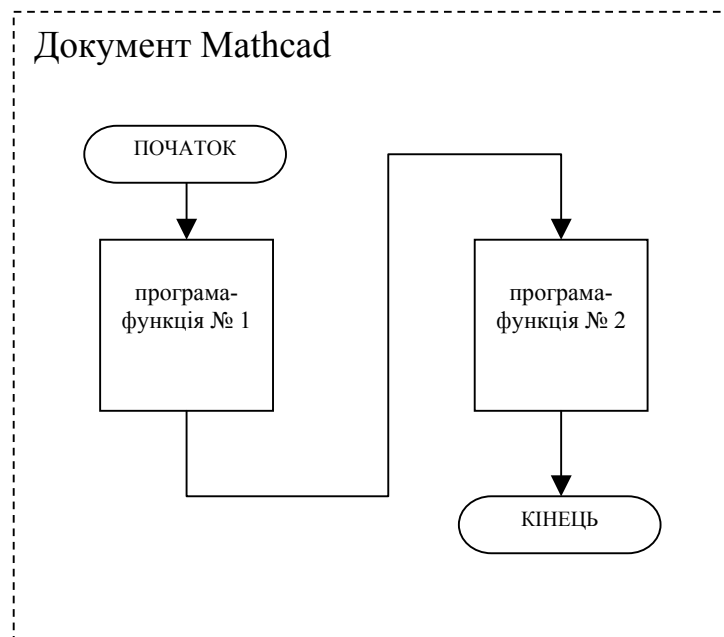 Документ Mathcad
ПОЧАТОК
програма-
функція № 1
програма-
функція № 2
КІНЕЦЬ